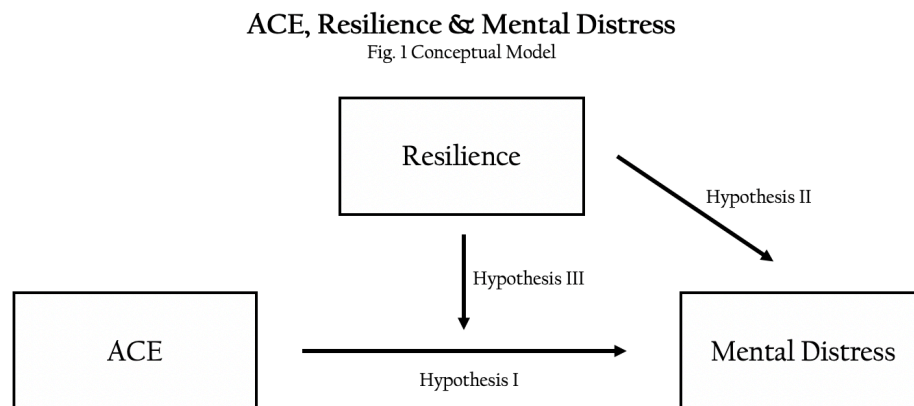 ACE, Resilience & Mental Distress
Fig. 1 Conceptual Model
Resilience
Hypothesis II
Hypothesis III
ACE
Mental Distress
Hypothesis I